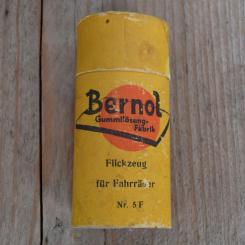 Bernol
Gummilösung-
Fabrik
Flickzeug
für Fahrräder
Nr. 5 F